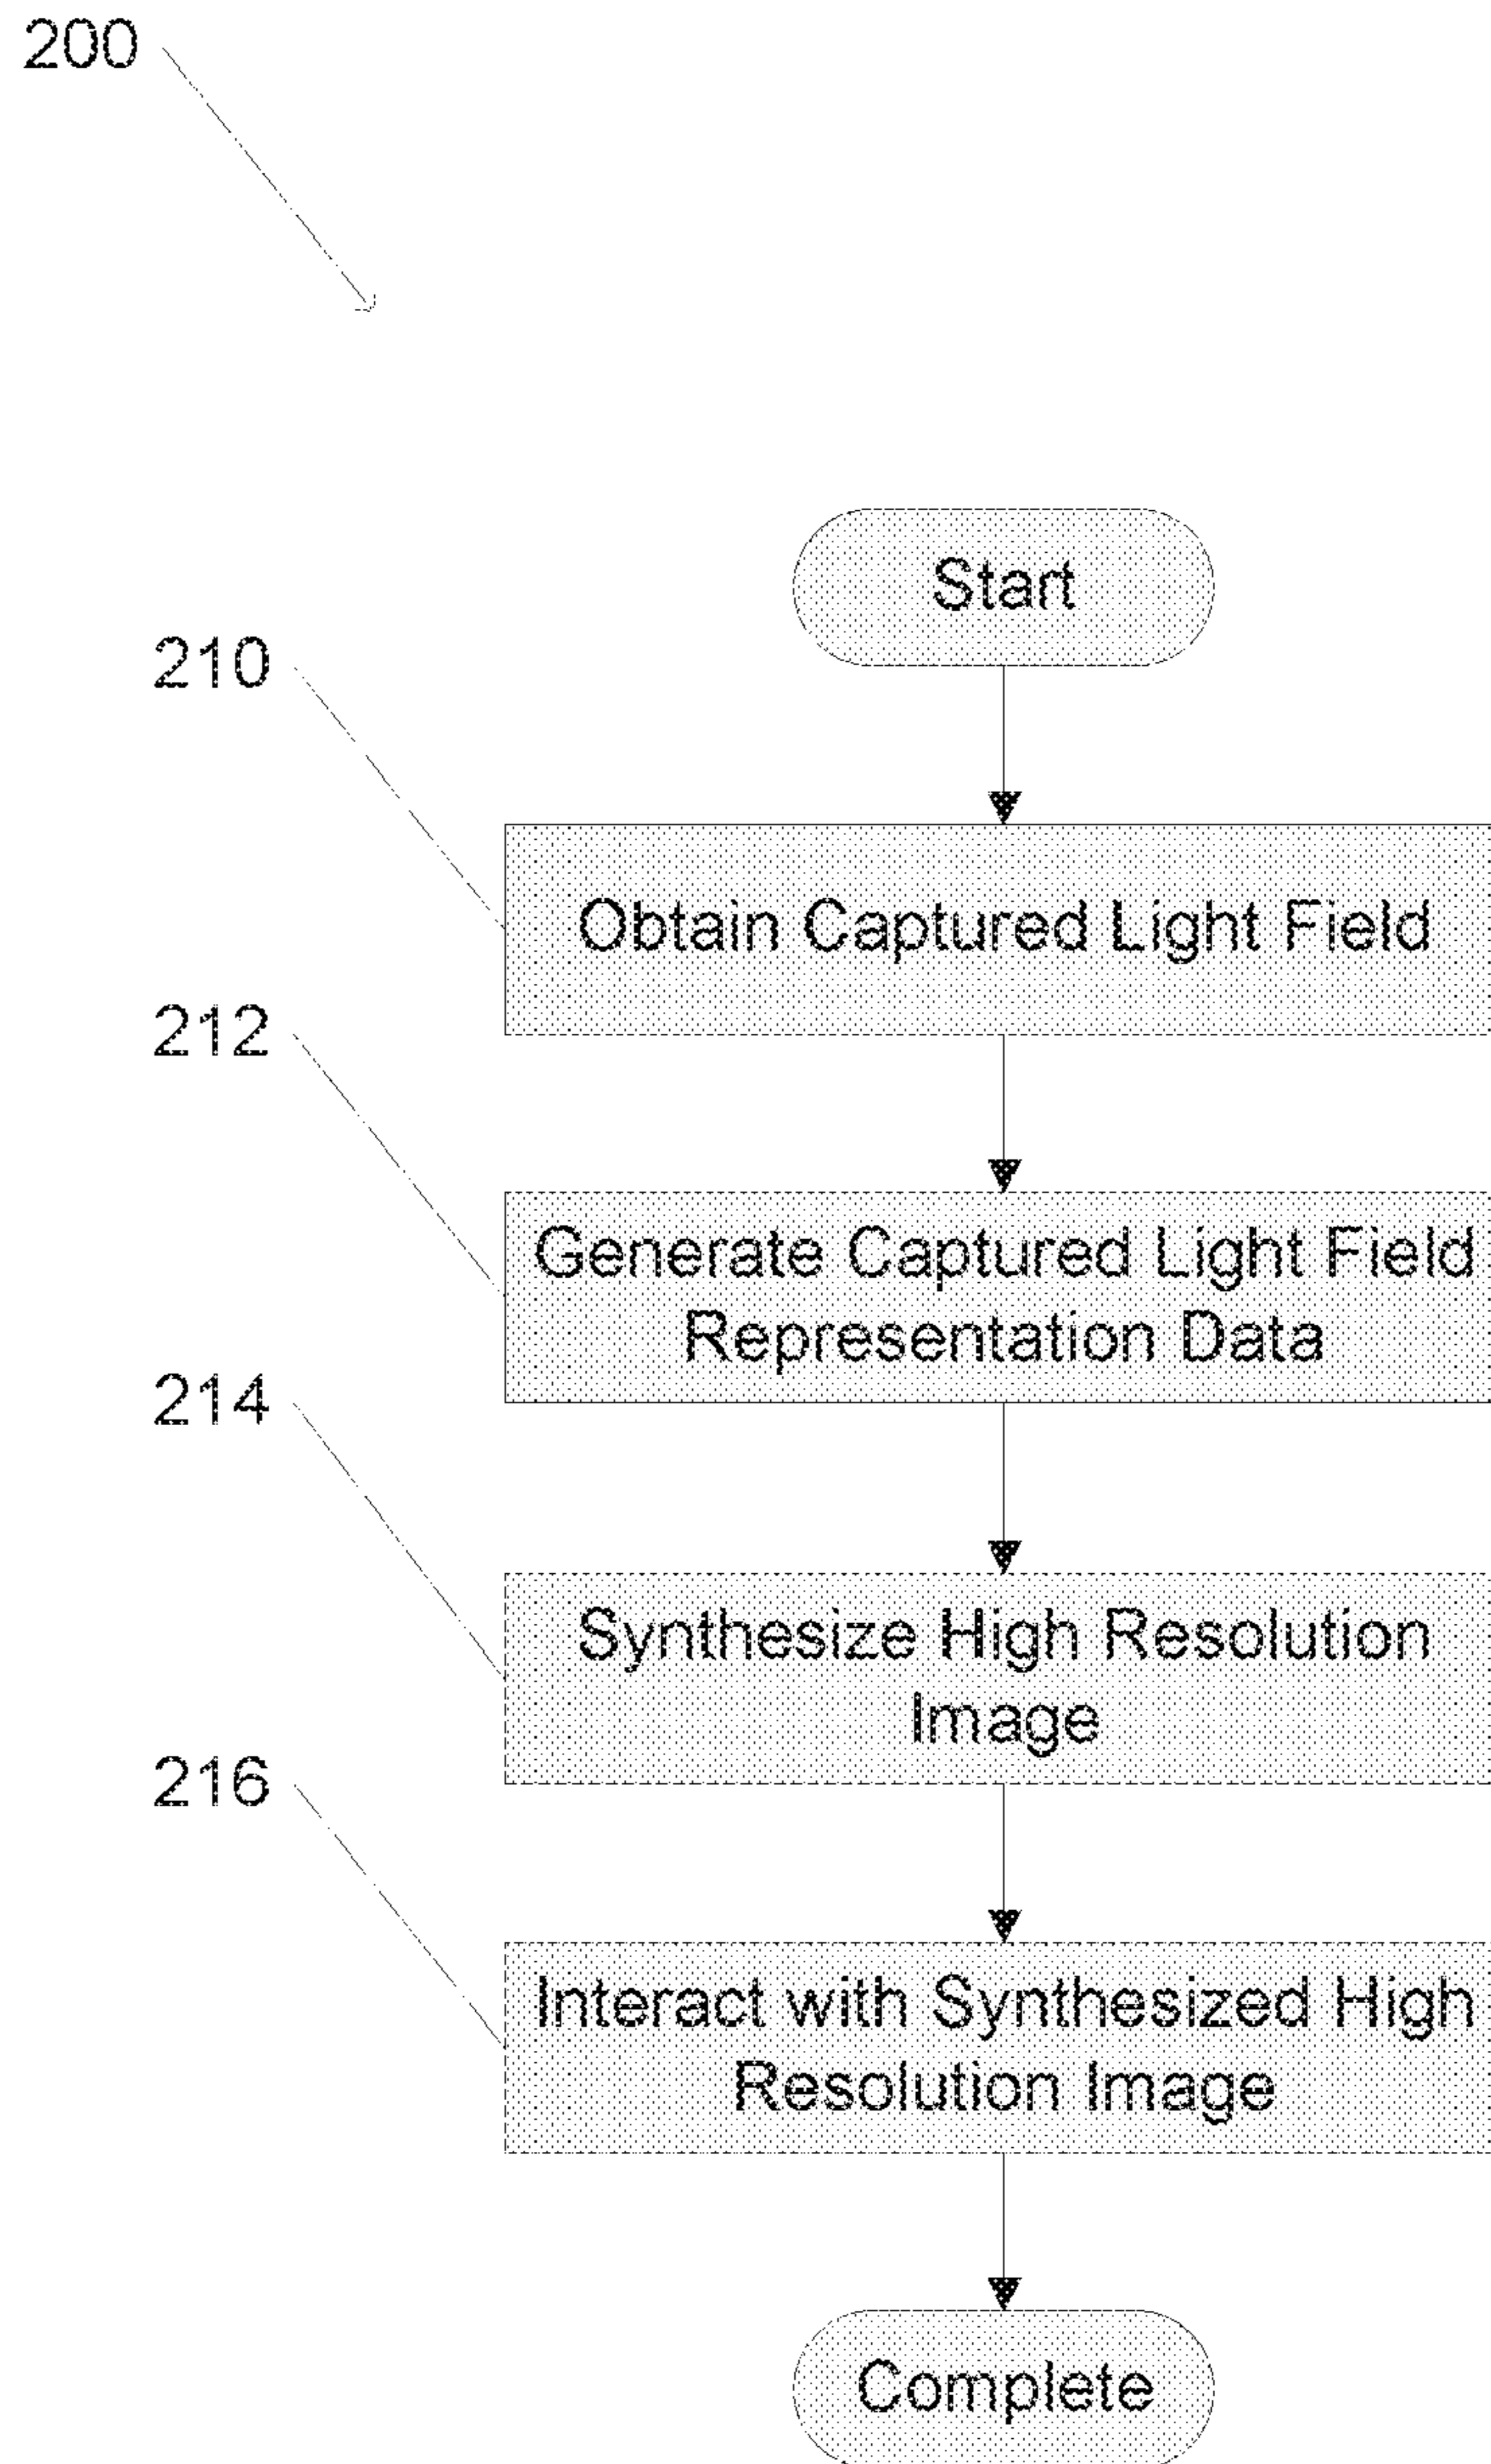 200
Start
210
Obtain Captured Light Field
212
Generate Captured Light Field
Representation Data
214
Synthesize High Resolution
Image
216
Interact with Synthesized High
Resolution Image
Complete